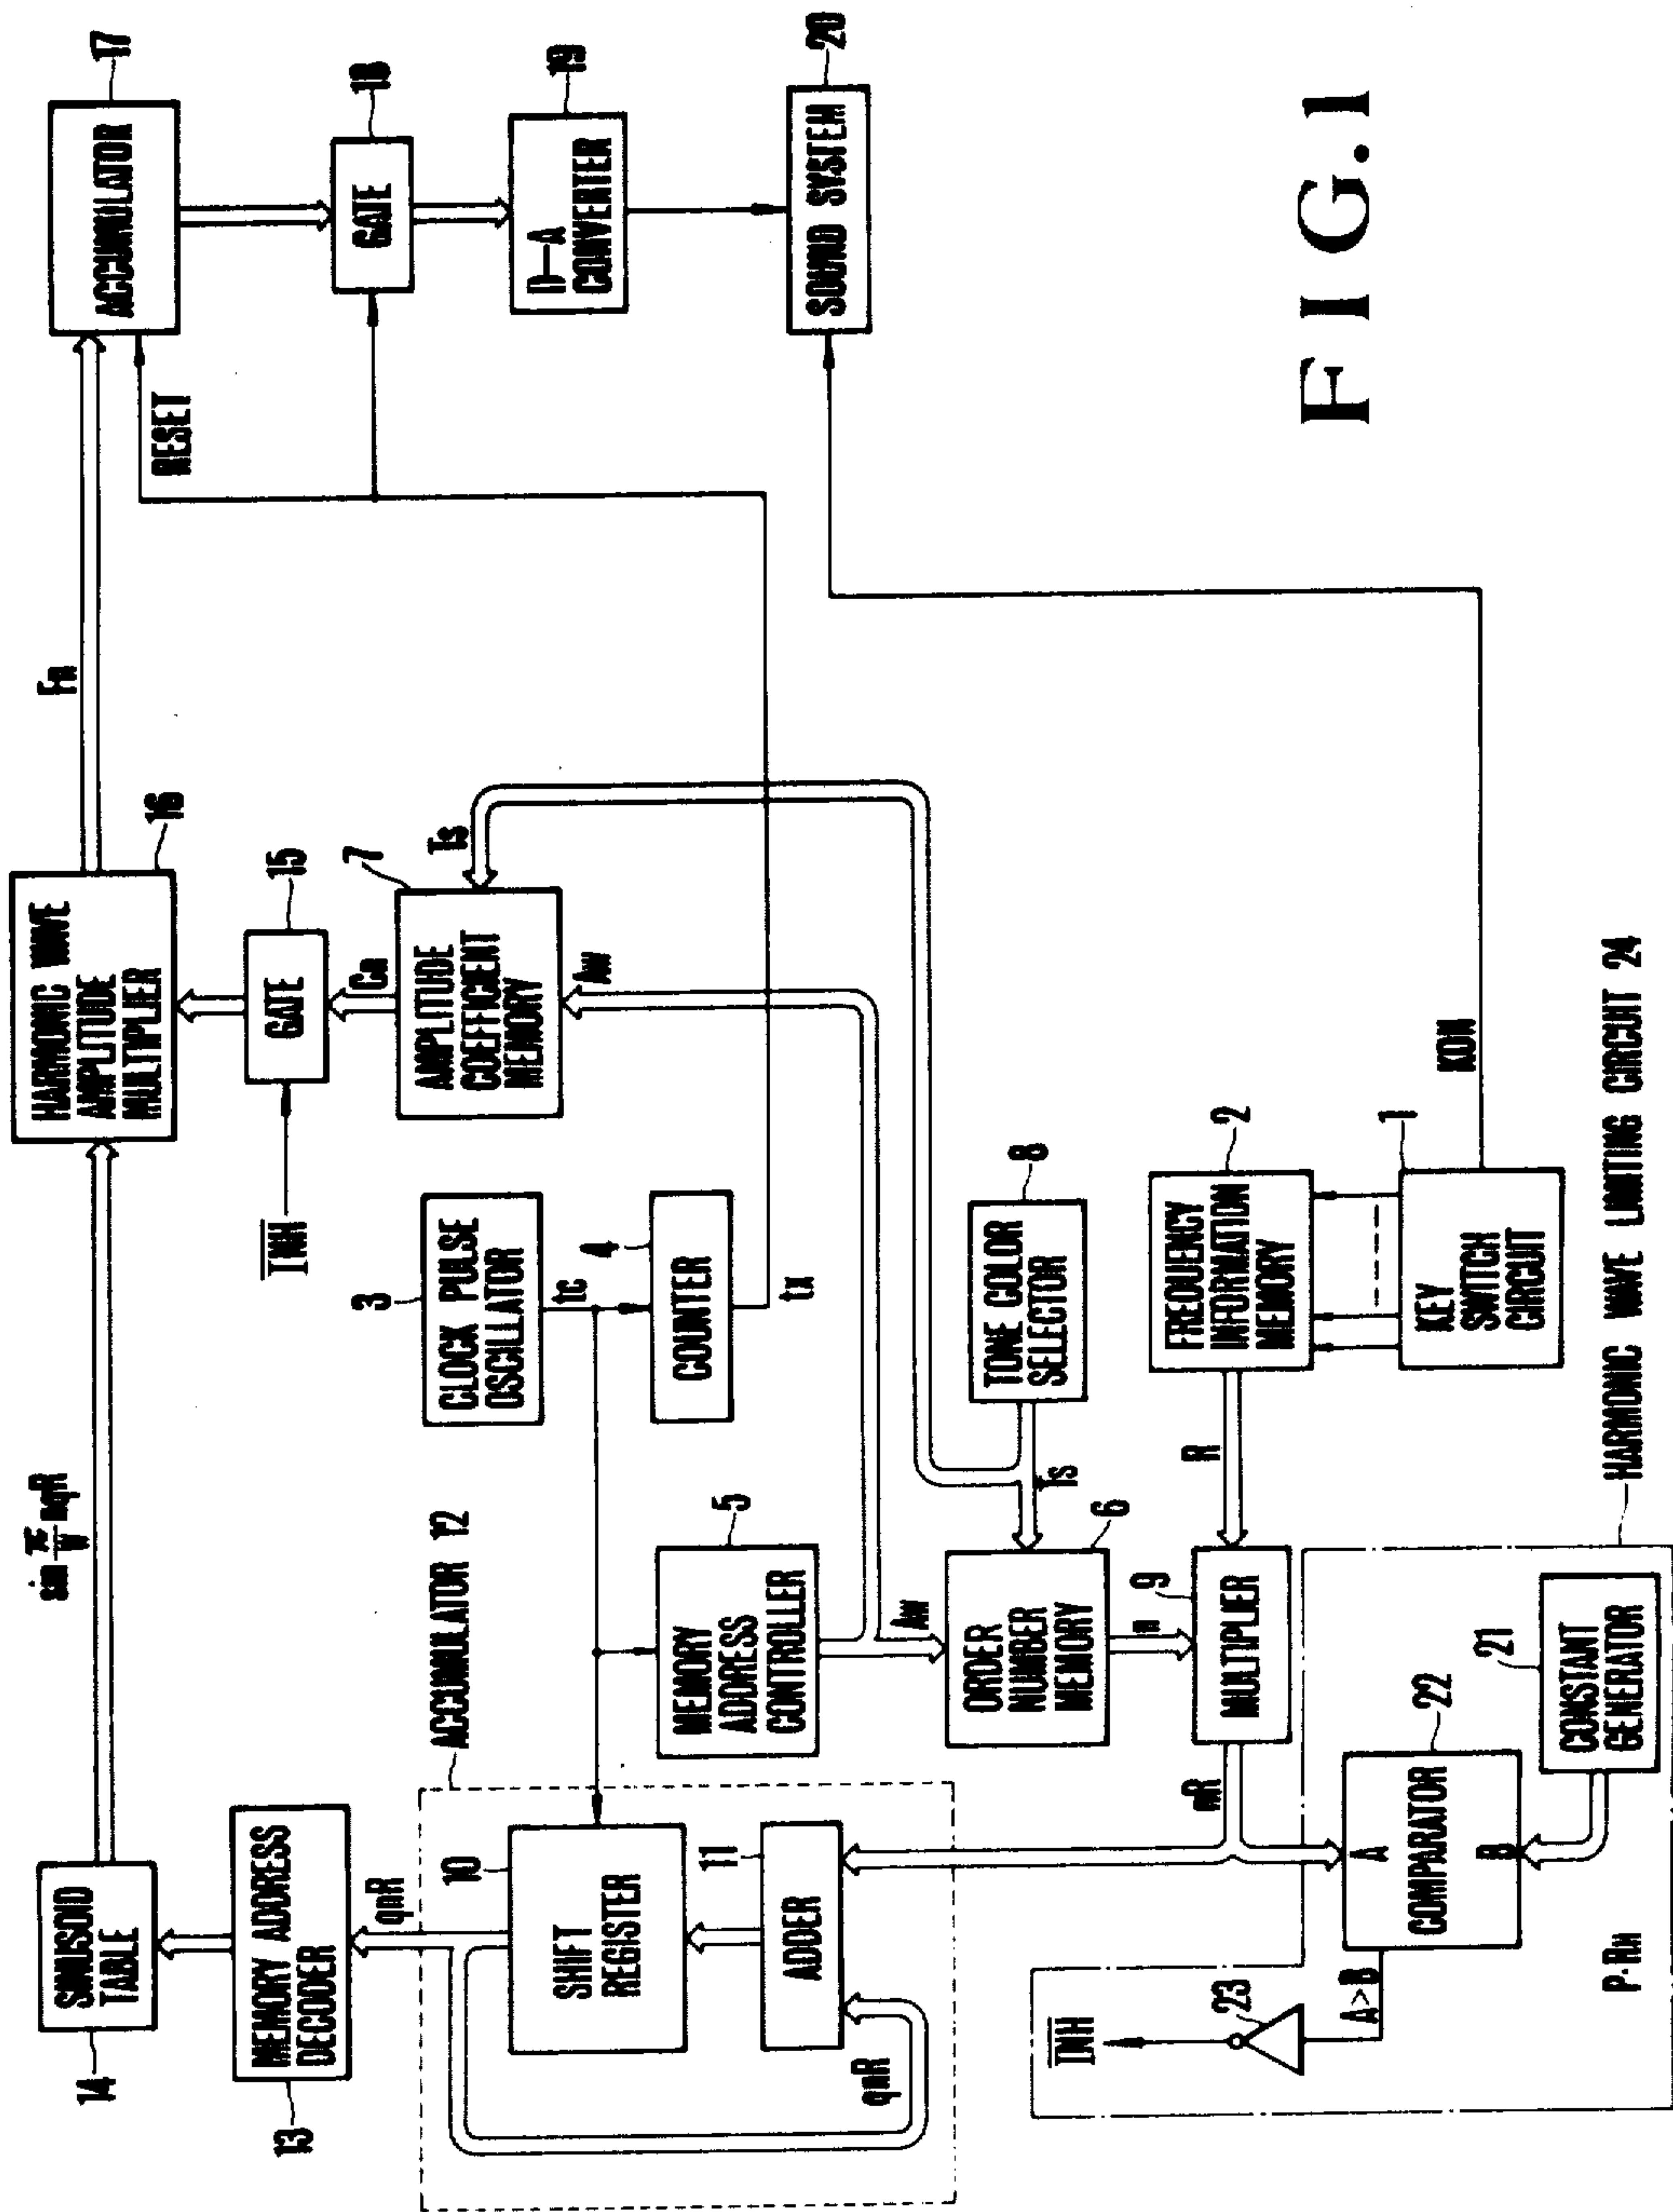 ACCUMULATOR
17
GATE
18
D-A
CONVERTER
19
SOUND SYSTEM
20
RESET
Fn
HARMONIC WAVE
AMPLITUDE
MULTIPLIER
16
GATE
15
INH
Cn
AMPLITUDE
COEFFICIENT
MEMORY
7
Ts
Aw
sin π/W nqR
CLOCK PULSE
OSCILLATOR
3
tc
COUNTER
4
tx
TONE COLOR
SELECTOR
8
Ts
FREQUENCY
INFORMATION
MEMORY
2
KEY
SWITCH
CIRCUIT
1
KON
R
MEMORY
ADDRESS
CONTROLLER
5
Aw
ORDER
NUMBER
MEMORY
6
n
MULTIPLIER
9
nR
SINUSOID
TABLE
14
MEMORY ADDRESS
DECODER
13
qnR
ACCUMULATOR 12
SHIFT
REGISTER
10
ADDER
11
qnR
HARMONIC WAVE LIMITING CIRCUIT 24
CONSTANT
GENERATOR
21
A
COMPARATOR
B
22
A>B
23
INH
P·RH
FIG.1